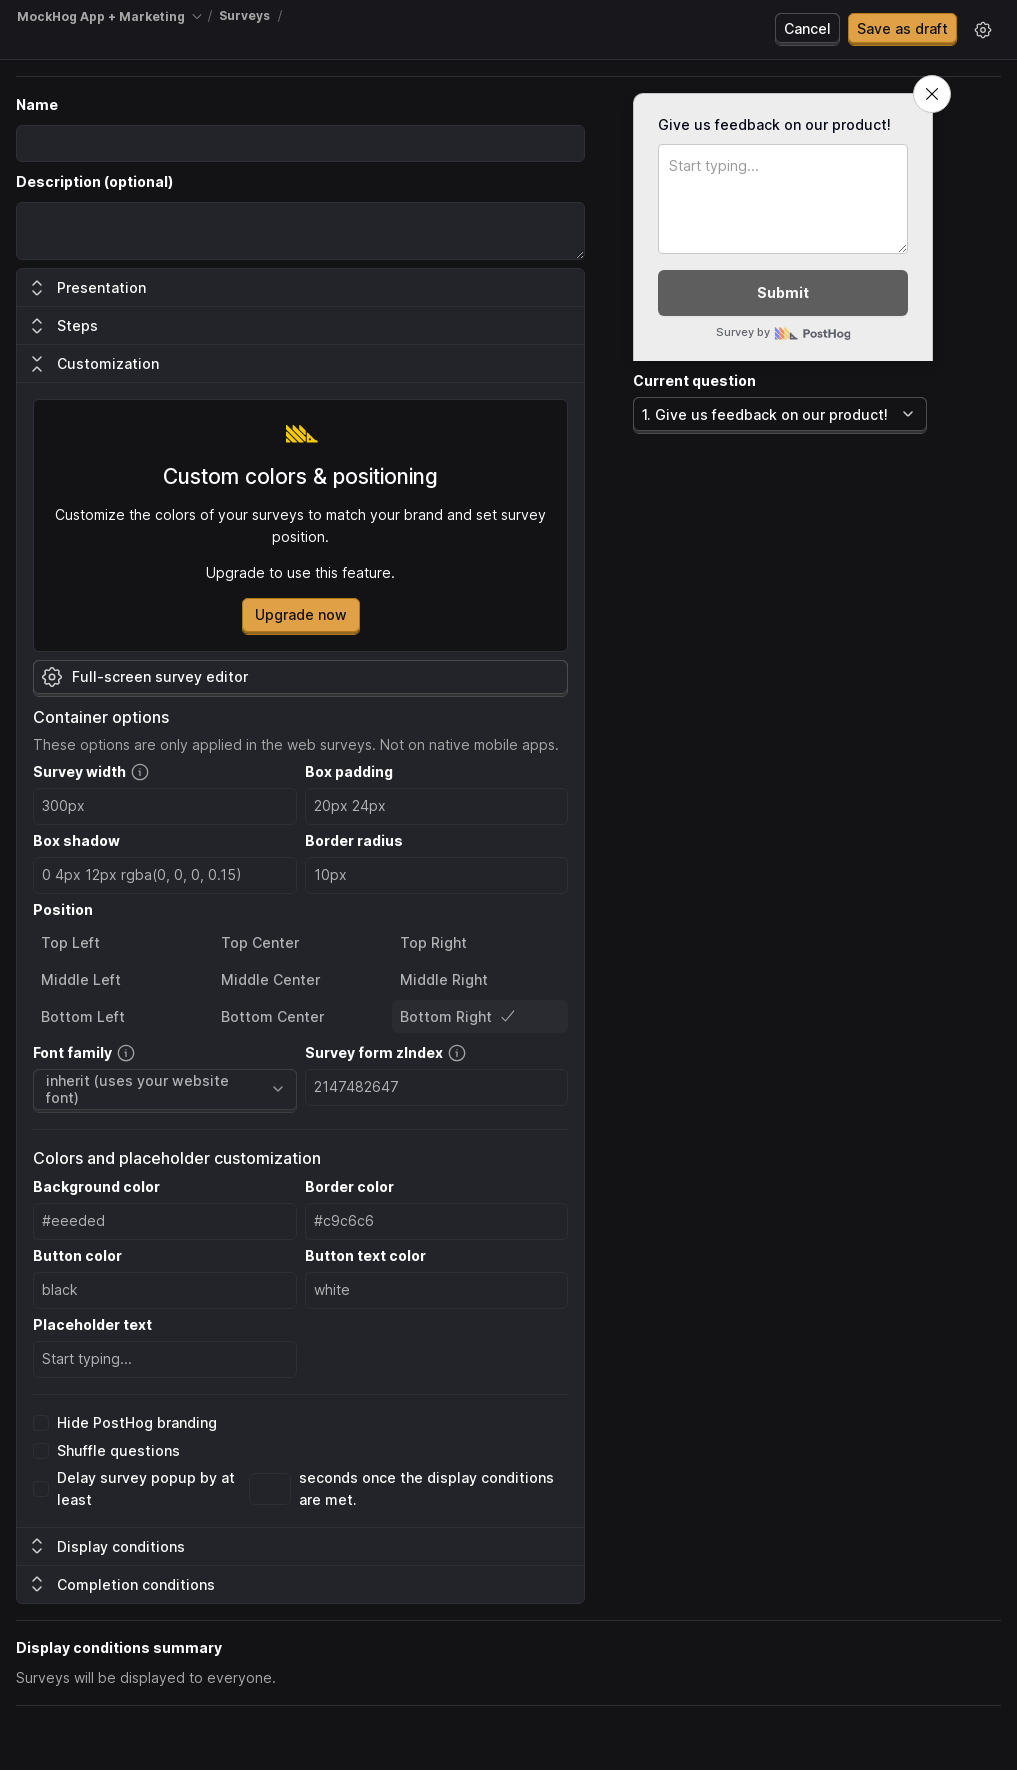 MockHog App + Marketing / Surveys /
Cancel
Save as draft
Name
Description (optional)
Presentation
Steps
Customization
Custom colors & positioning
Customize the colors of your surveys to match your brand and set survey
position.
Upgrade to use this feature.
Upgrade now
Full-screen survey editor
Container options
These options are only applied in the web surveys. Not on native mobile apps.
Survey width
Box padding
300px
20px 24px
Box shadow
Border radius
0 4px 12px rgba(0, 0, 0, 0.15)
10px
Position
Top Left
Top Center
Top Right
Middle Left
Middle Center
Middle Right
Bottom Left
Bottom Center
Bottom Right
Font family
Survey form zIndex
inherit (uses your website
font)
2147482647
Colors and placeholder customization
Background color
Border color
#eeeded
#c9c6c6
Button color
Button text color
black
white
Placeholder text
Start typing...
Hide PostHog branding
Shuffle questions
Delay survey popup by at
least
seconds once the display conditions
are met.
Display conditions
Completion conditions
Give us feedback on our product!
Start typing...
Submit
Survey by PostHog
Current question
1. Give us feedback on our product!
Display conditions summary
Surveys will be displayed to everyone.